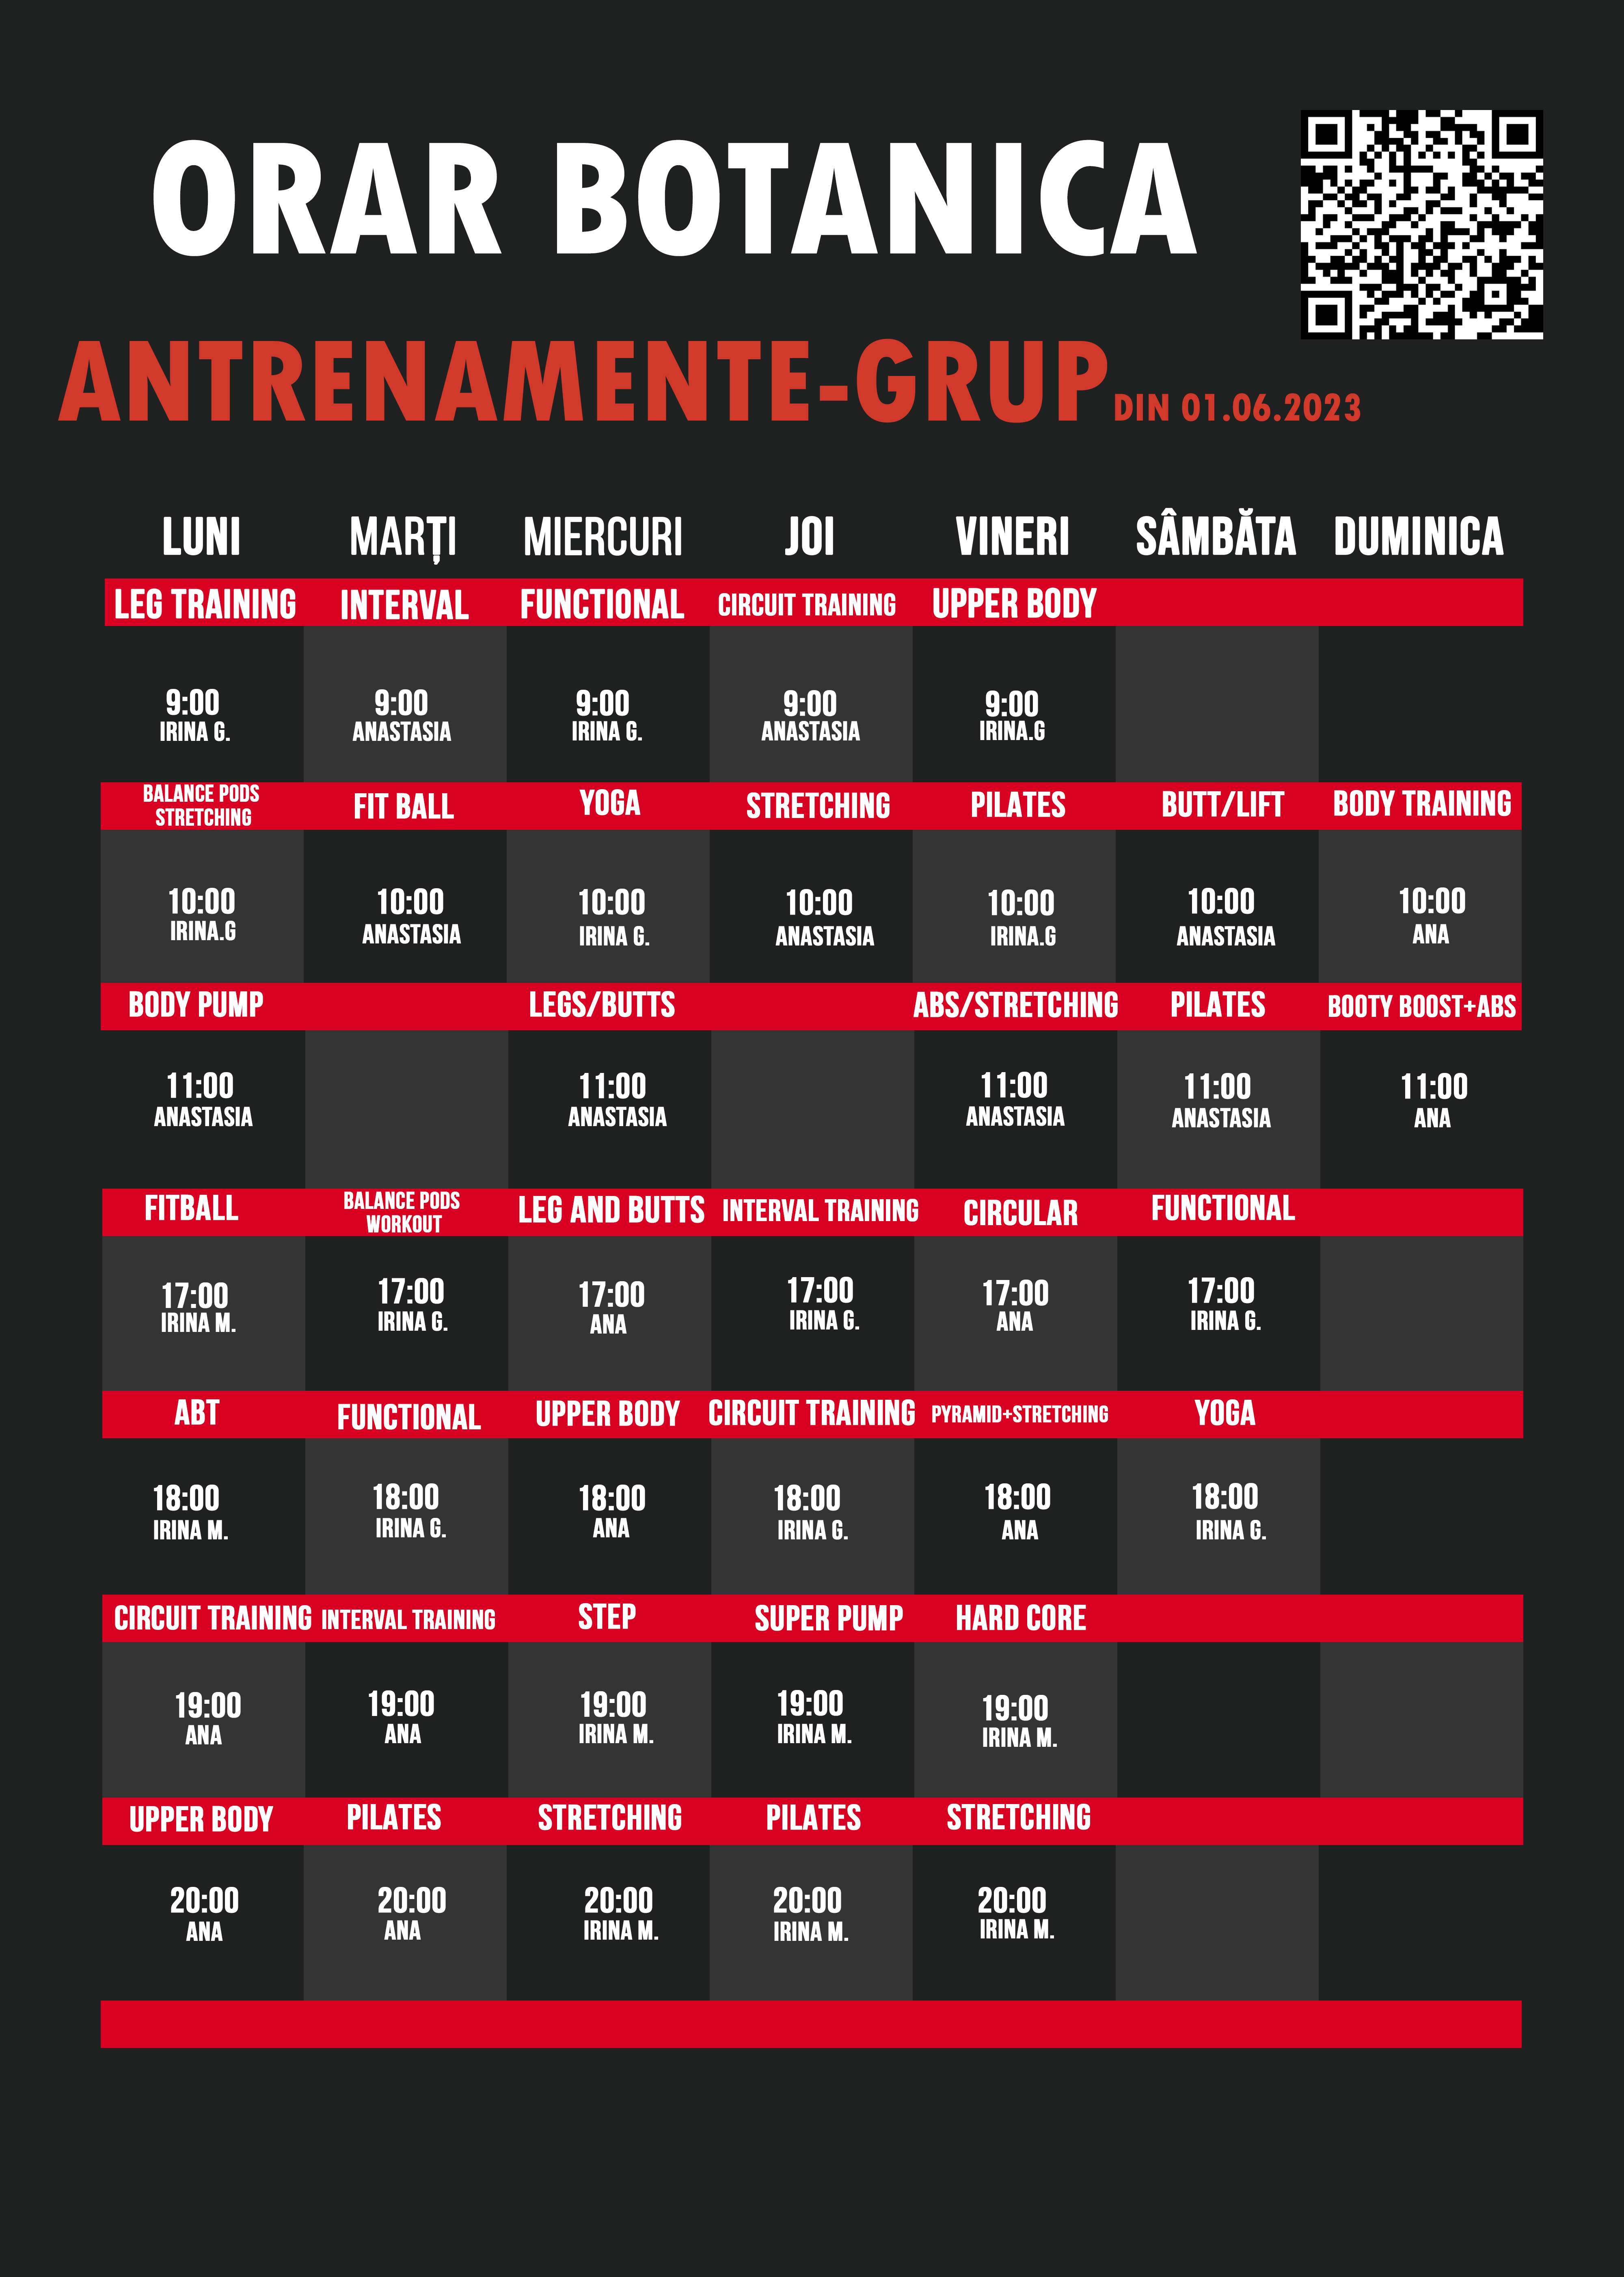 ORAR BOTANICA
ANTRENAMENTE-GRUP DIN 01.06.2023
LUNI MARȚI MIERCURI JOI VINERI SÂMBĂTA DUMINICA
LEG TRAINING INTERVAL FUNCTIONAL CIRCUIT TRAINING UPPER BODY
9:00 9:00 9:00 9:00 9:00
IRINA G. ANASTASIA IRINA G. ANASTASIA IRINA.G
BALANCE PODS
STRETCHING FIT BALL YOGA STRETCHING PILATES BUTT/LIFT BODY TRAINING
10:00 10:00 10:00 10:00 10:00 10:00 10:00
IRINA.G ANASTASIA IRINA G. ANASTASIA IRINA.G ANASTASIA ANA
BODY PUMP LEGS/BUTTS ABS/STRETCHING PILATES BOOTY BOOST+ABS
11:00 11:00 11:00 11:00 11:00
ANASTASIA ANASTASIA ANASTASIA ANASTASIA ANA
FITBALL BALANCE PODS LEG AND BUTTS INTERVAL TRAINING CIRCULAR FUNCTIONAL
WORKOUT
17:00 17:00 17:00 17:00 17:00 17:00
IRINA M. IRINA G. ANA IRINA G. ANA IRINA G.
ABT FUNCTIONAL UPPER BODY CIRCUIT TRAINING PYRAMID+STRETCHING YOGA
18:00 18:00 18:00 18:00 18:00 18:00
IRINA M. IRINA G. ANA IRINA G. ANA IRINA G.
CIRCUIT TRAINING INTERVAL TRAINING STEP SUPER PUMP HARD CORE
19:00 19:00 19:00 19:00 19:00
ANA ANA IRINA M. IRINA M. IRINA M.
UPPER BODY PILATES STRETCHING PILATES STRETCHING
20:00 20:00 20:00 20:00 20:00
ANA ANA IRINA M. IRINA M. IRINA M.